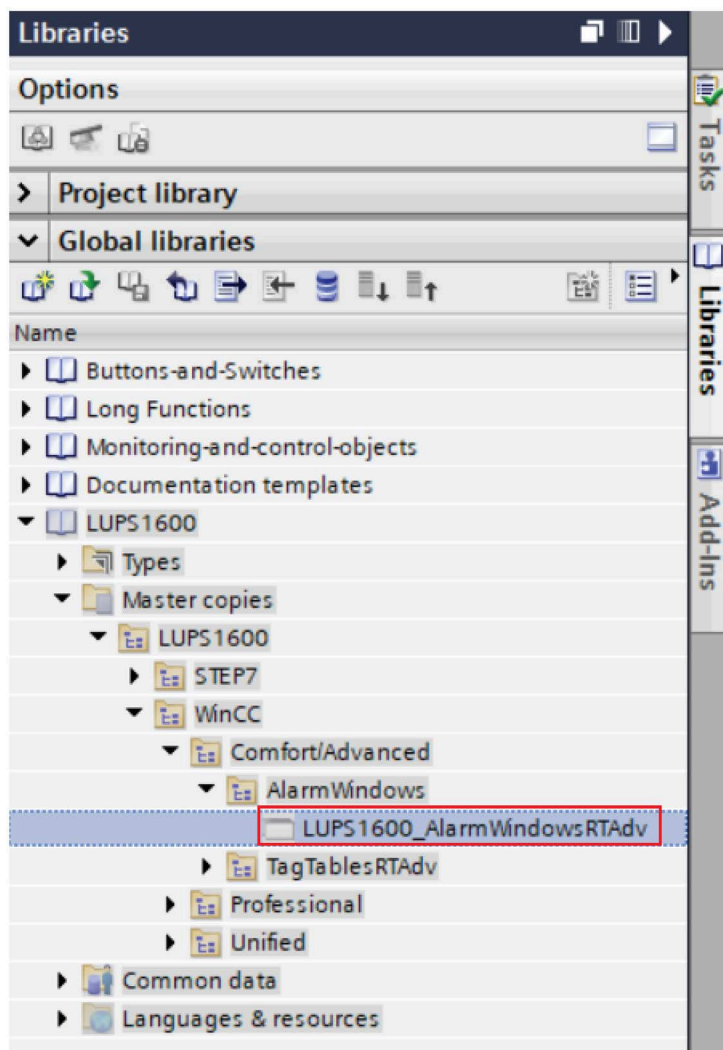 Libraries
Options
Project library
Global libraries
Name
Buttons-and-Switches
Long Functions
Monitoring-and-control-objects
Documentation templates
LUPS1600
Types
Master copies
LUPS1600
STEP7
WinCC
Comfort/Advanced
AlarmWindows
LUPS1600_AlarmWindowsRTAdv
TagTablesRTAdv
Professional
Unified
Common data
Languages & resources
Tasks
Libraries
Add-Ins